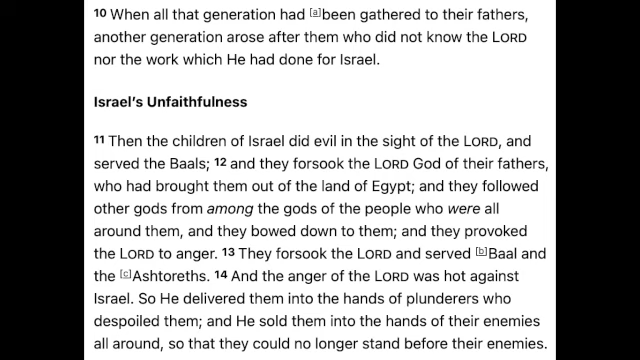 10 When all that generation had [a]been gathered to their fathers,
another generation arose after them who did not know the LORD
nor the work which He had done for Israel.
Israel's Unfaithfulness
11 Then the children of Israel did evil in the sight of the LORD, and
served the Baals; 12 and they forsook the LORD God of their fathers,
who had brought them out of the land of Egypt; and they followed
other gods from among the gods of the people who were all
around them, and they bowed down to them; and they provoked
the LORD to anger. 13 They forsook the LORD and served [b]Baal and
the [c]Ashtoreths. 14 And the anger of the LORD was hot against
Israel. So He delivered them into the hands of plunderers who
despoiled them; and He sold them into the hands of their enemies
all around, so that they could no longer stand before their enemies.